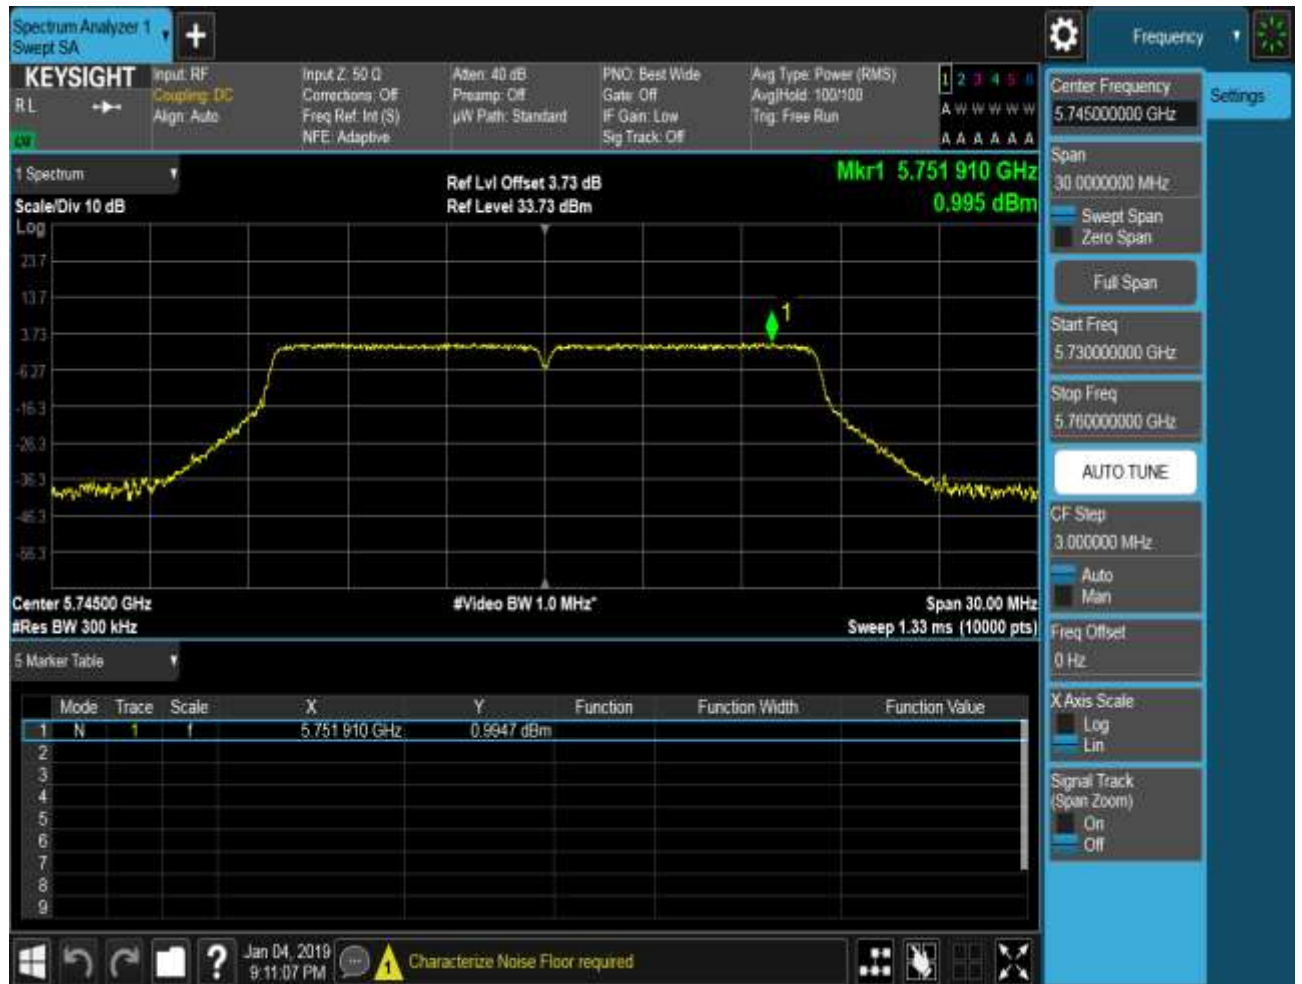 Spectrum Analyzer 1
Swept SA
+
Frequency
KEYSIGHT
RL
Input: RF
Coupling: DC
Align: Auto
Input Z: 50 Ω
Corrections: Off
Freq Ref: Int (S)
NFE: Adaptive
Atten: 40 dB
Preamp: Off
µW Path: Standard
PNO: Best Wide
Gate: Off
IF Gain: Low
Sig Track: Off
Avg Type: Power (RMS)
Avg|Hold: 100/100
Trig: Free Run
1 2 3 4 5 6
A W W W W W
A A A A A A
1 Spectrum
Scale/Div 10 dB
Ref Lvl Offset 3.73 dB
Ref Level 33.73 dBm
Mkr1 5.751 910 GHz
0.995 dBm
Log
23.7
13.7
3.73
-6.27
-16.3
-26.3
-36.3
-46.3
-56.3
1
Center 5.74500 GHz
#Res BW 300 kHz
#Video BW 1.0 MHz*
Span 30.00 MHz
Sweep 1.33 ms (10000 pts)
5 Marker Table
Mode Trace Scale X Y Function Function Width Function Value
1 N 1 f 5.751 910 GHz 0.9947 dBm
2
3
4
5
6
7
8
9
Jan 04, 2019
9:11:07 PM
?
1
Characterize Noise Floor required
Center Frequency
5.745000000 GHz
Settings
Span
30.0000000 MHz
Swept Span
Zero Span
Full Span
Start Freq
5.730000000 GHz
Stop Freq
5.760000000 GHz
AUTO TUNE
CF Step
3.000000 MHz
Auto
Man
Freq Offset
0 Hz
X Axis Scale
Log
Lin
Signal Track
(Span Zoom)
On
Off